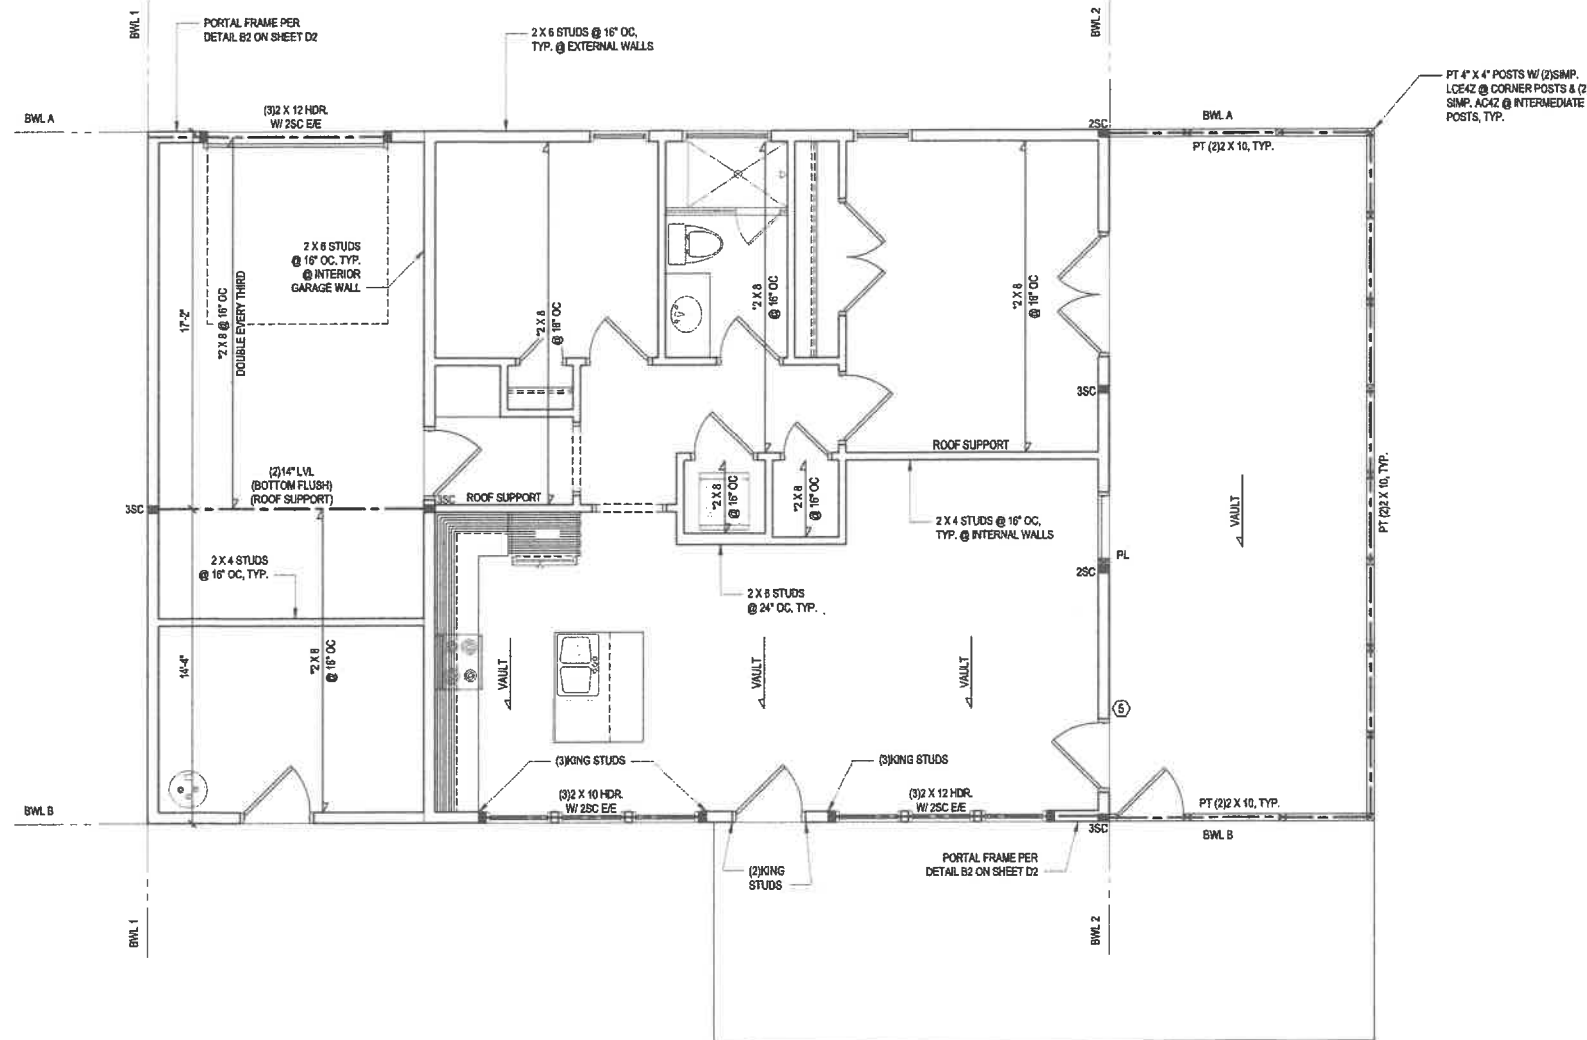 BWL 1
PORTAL FRAME PER
DETAIL B2 ON SHEET D2
2 X 6 STUDS @ 16" OC,
TYP. @ EXTERNAL WALLS
BWL 2
PT 4" X 4" POSTS W/ (2)SIMP.
LCE4Z @ CORNER POSTS & (2
SIMP. AC4Z @ INTERMEDIATE
POSTS, TYP.
BWL A
(3)2 X 12 HDR.
W/ 2SC E/E
2SC
BWL A
PT (2)2 X 10, TYP.
2 X 6 STUDS
@ 16" OC, TYP.
@ INTERIOR
GARAGE WALL
17'-2"
"2 X 8 @ 16" OC
DOUBLE EVERY THIRD
"2 X 8
@ 16" OC
"2 X 8
@ 16" OC
"2 X 8
@ 16" OC
3SC
ROOF SUPPORT
(2)14" LVL
(BOTTOM FLUSH)
(ROOF SUPPORT)
3SC
3SC
ROOF SUPPORT
"2 X 8
@ 16" OC
"2 X 8
@ 16" OC
2 X 4 STUDS @ 16" OC,
TYP. @ INTERNAL WALLS
VAULT
PT (2)2 X 10, TYP.
2 X 4 STUDS
@ 16" OC, TYP.
PL
2SC
2 X 6 STUDS
@ 24" OC, TYP.
14'-4"
"2 X 8
@ 16" OC
VAULT
VAULT
VAULT
5
(3)KING STUDS
(3)KING STUDS
(3)2 X 10 HDR.
W/ 2SC E/E
(3)2 X 12 HDR.
W/ 2SC E/E
PT (2)2 X 10, TYP.
BWL B
3SC
BWL B
(2)KING
STUDS
PORTAL FRAME PER
DETAIL B2 ON SHEET D2
BWL 1
BWL 2